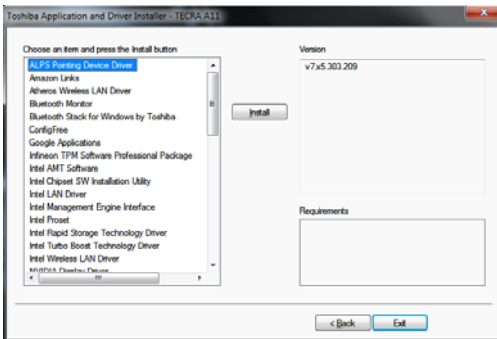 Toshiba Application and Driver Installer - TECRA A11
Choose an item and press the Install button
Version
ALPS Pointing Device Driver
Amazon Links
Atheros Wireless LAN Driver
Bluetooth Monitor
Bluetooth Stack for Windows by Toshiba
ConfigFree
Google Applications
Infineon TPM Software Professional Package
Intel AMT Software
Intel Chipset SW Installation Utility
Intel LAN Driver
Intel Management Engine Interface
Intel Proset
Intel Rapid Storage Technology Driver
Intel Turbo Boost Technology Driver
Intel Wireless LAN Driver
NVIDIA Display Driver
v7.x5.303.209
Install
Requirements
< Back
Exit